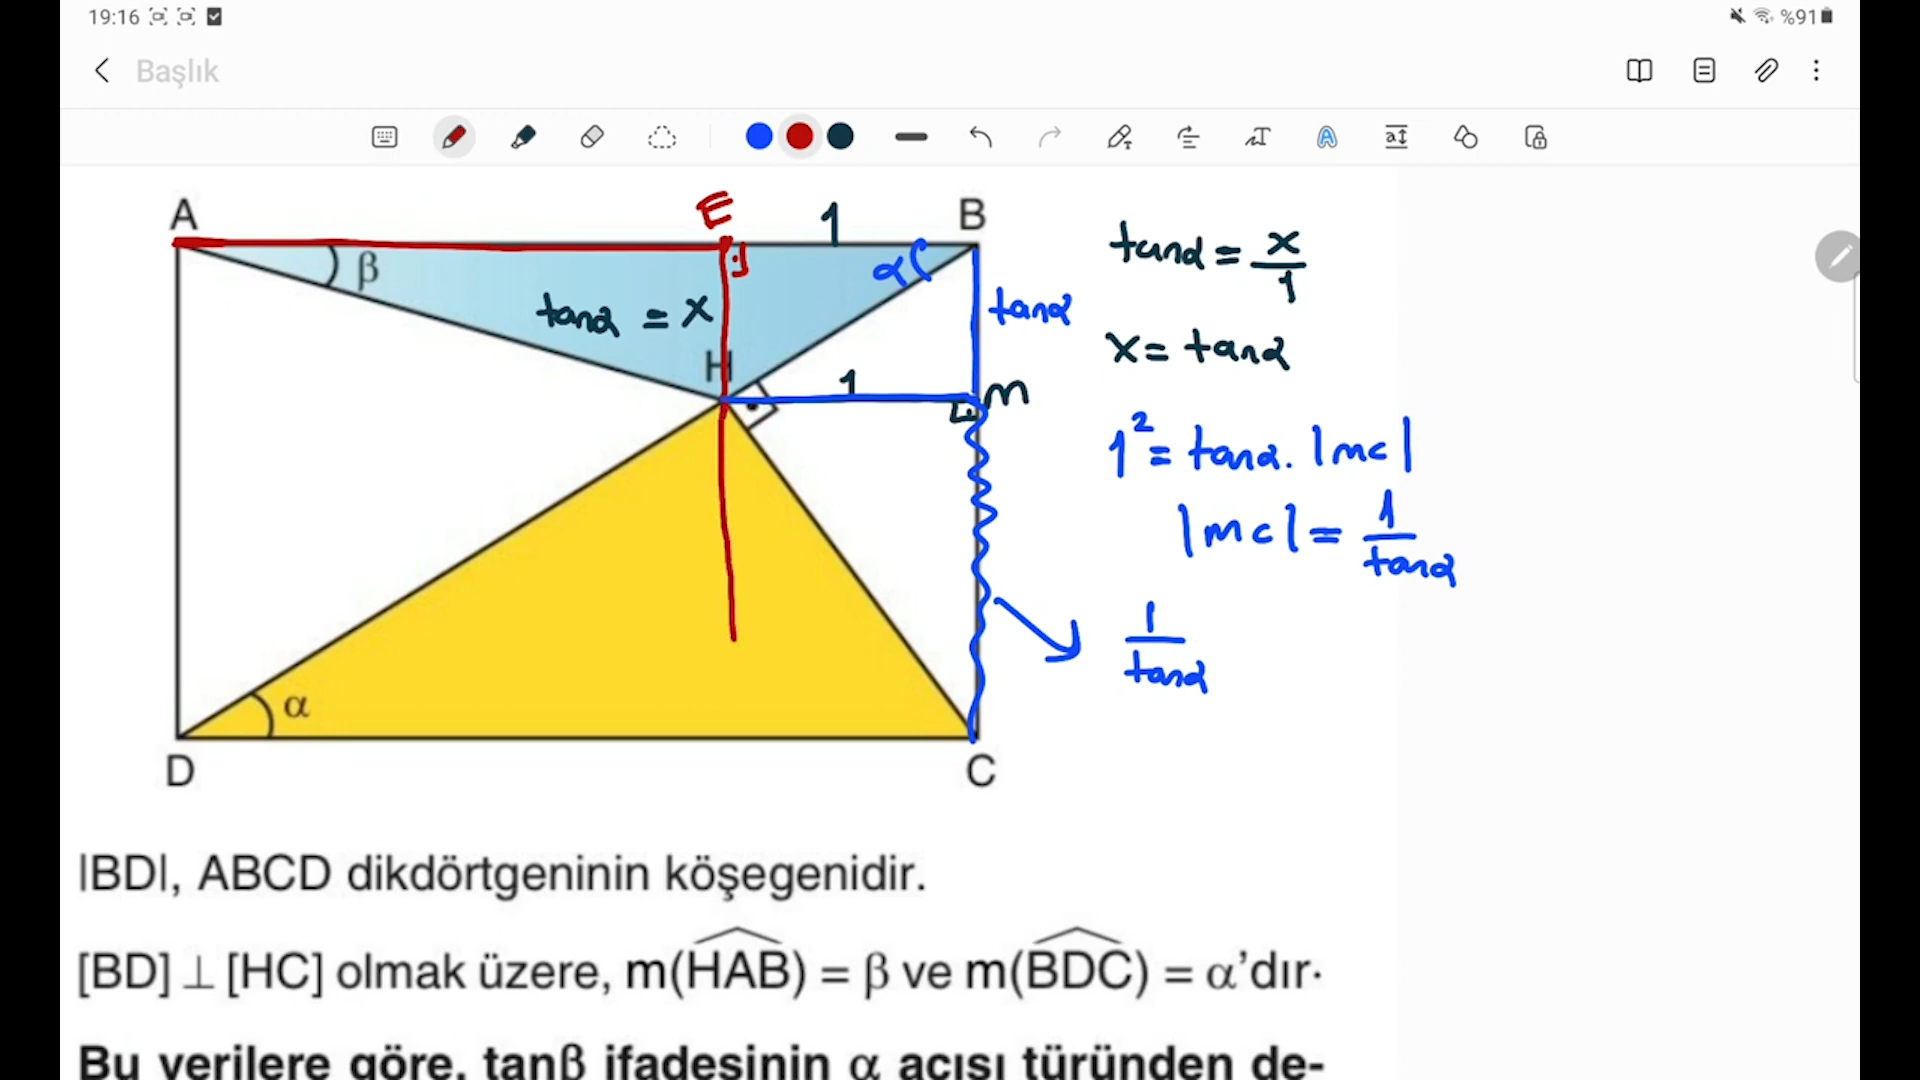 19:16
%91
Başlık
A
E
1
B
β
α
tanα = x
tanα
H
1
m
α
D
C
tanα = x/1
x = tanα
1² = tanα . |mc|
|mc| = 1/tanα
1/tanα
|BD|, ABCD dikdörtgeninin köşegenidir.
[BD] ⊥ [HC] olmak üzere, m(HAB) = β ve m(BDC) = α'dır.
Bu verilere göre, tanβ ifadesinin α açısı türünden de-